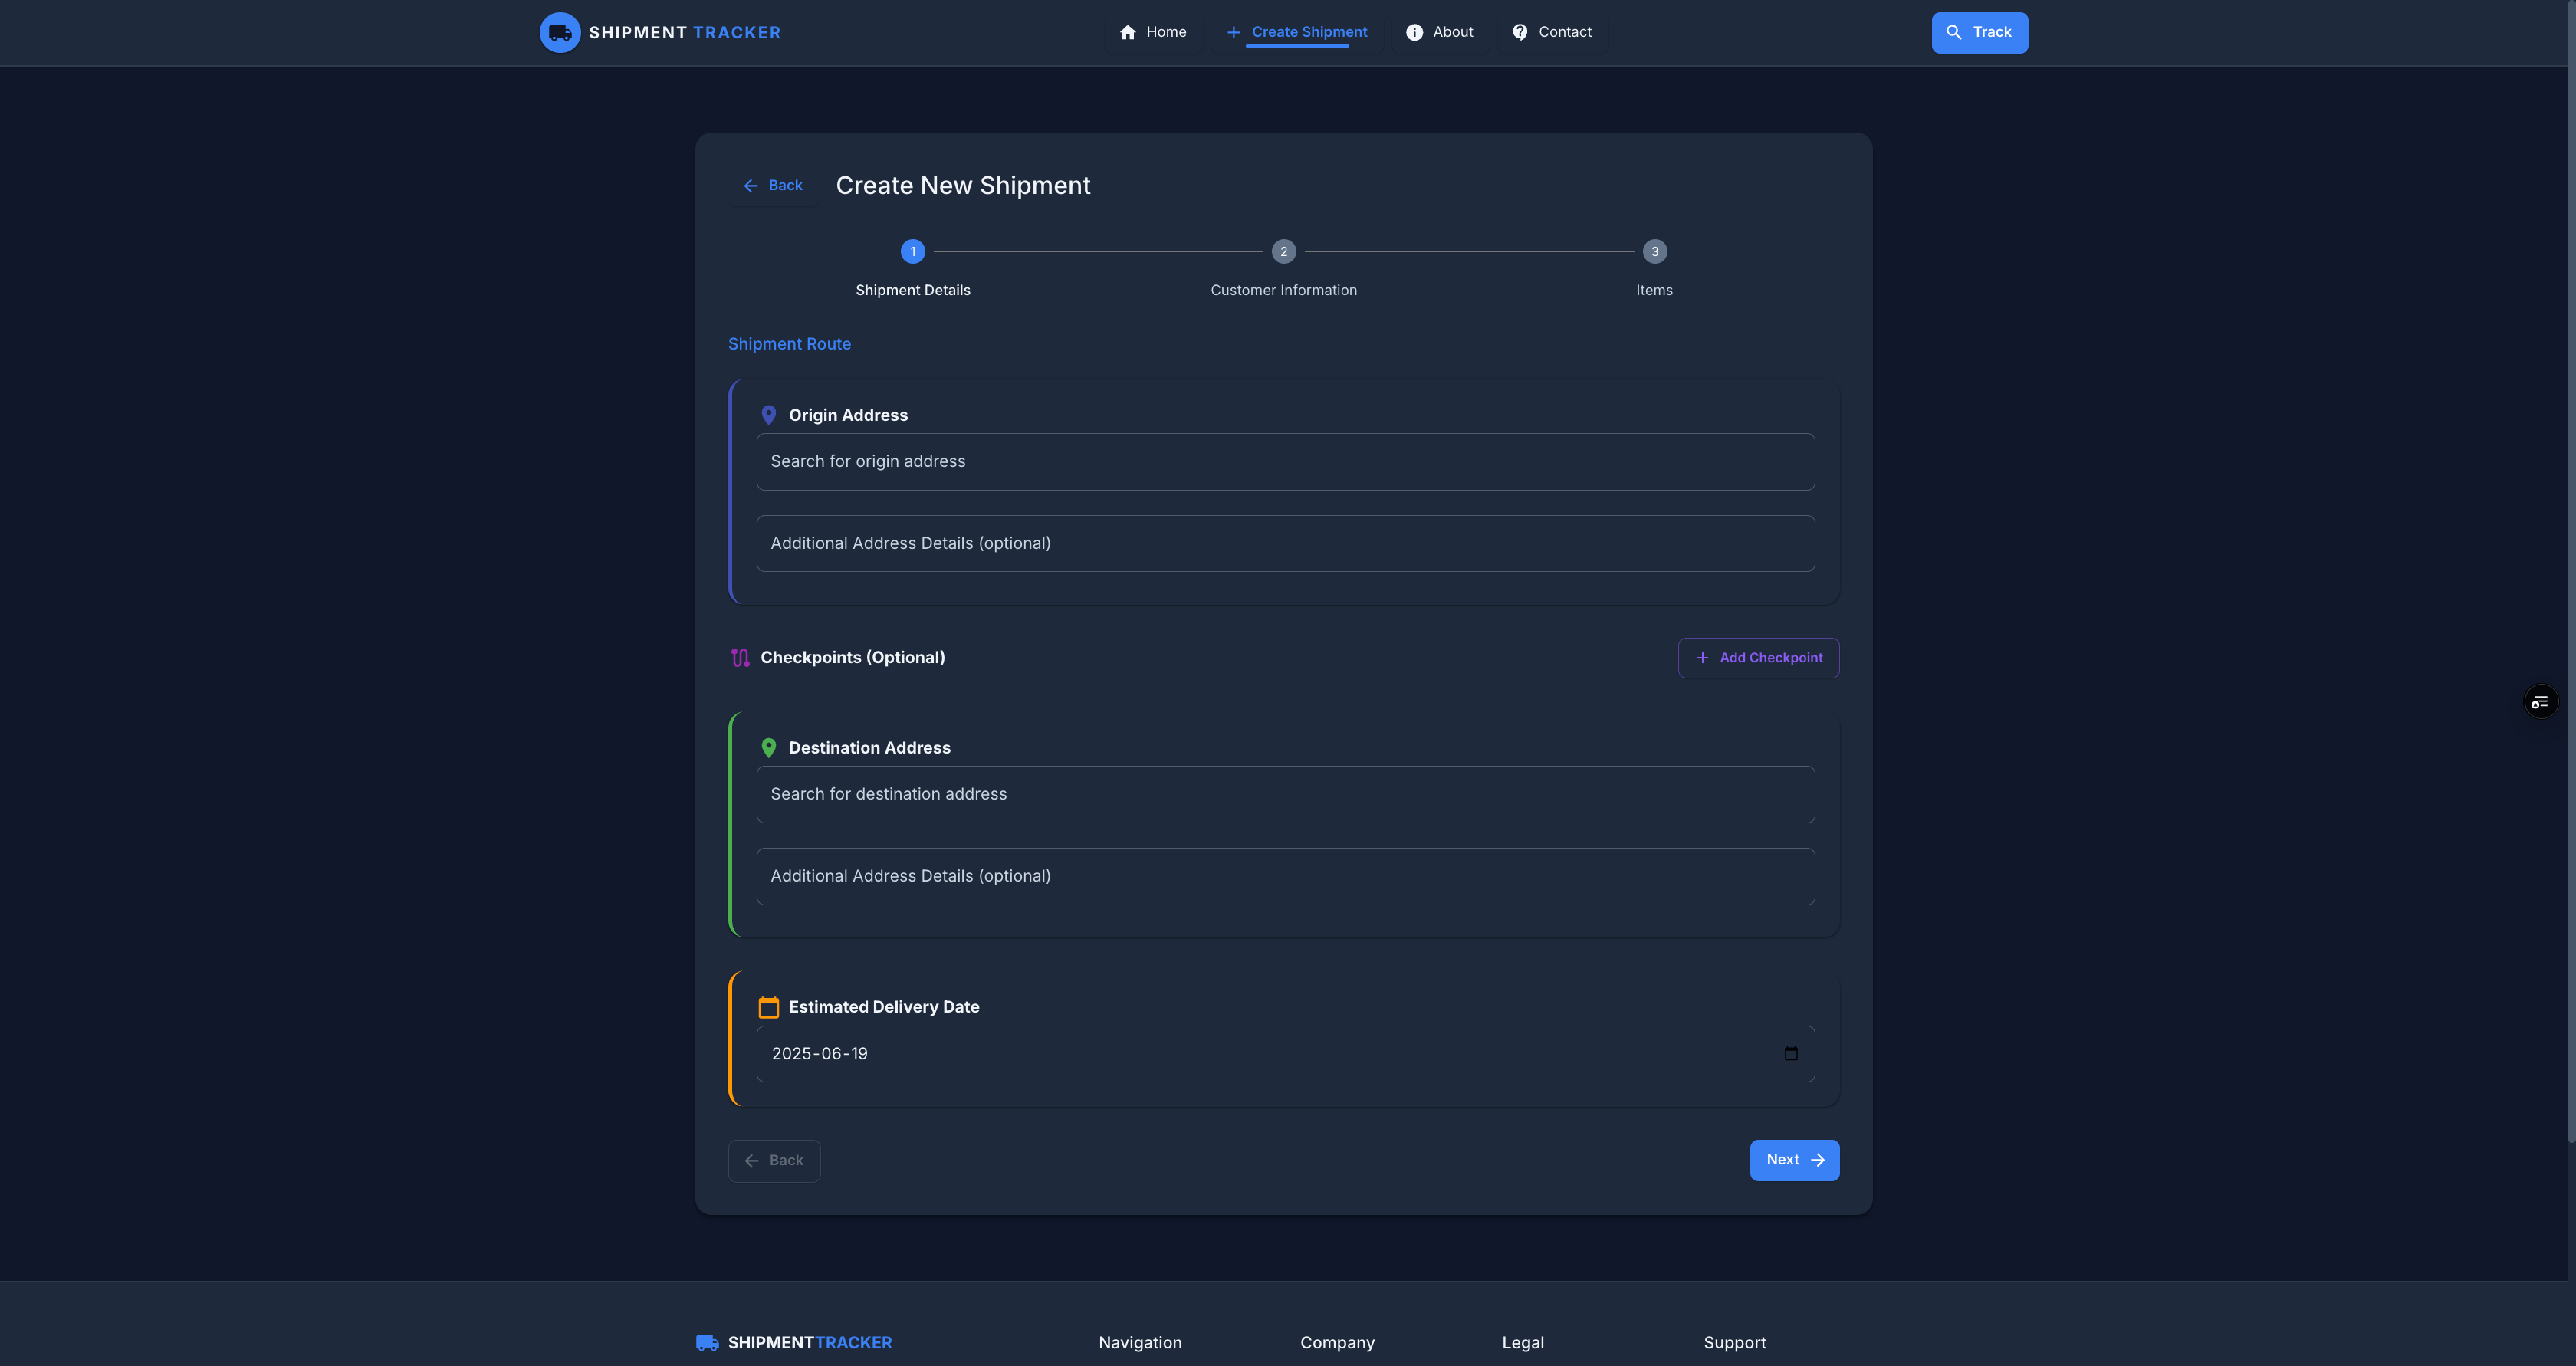 SHIPMENT TRACKER
Home
Create Shipment
About
Contact
Track
Back
Create New Shipment
1
2
3
Shipment Details
Customer Information
Items
Shipment Route
Origin Address
Search for origin address
Additional Address Details (optional)
Checkpoints (Optional)
Add Checkpoint
Destination Address
Search for destination address
Additional Address Details (optional)
Estimated Delivery Date
2025-06-19
Back
Next
SHIPMENTTRACKER
Navigation
Company
Legal
Support